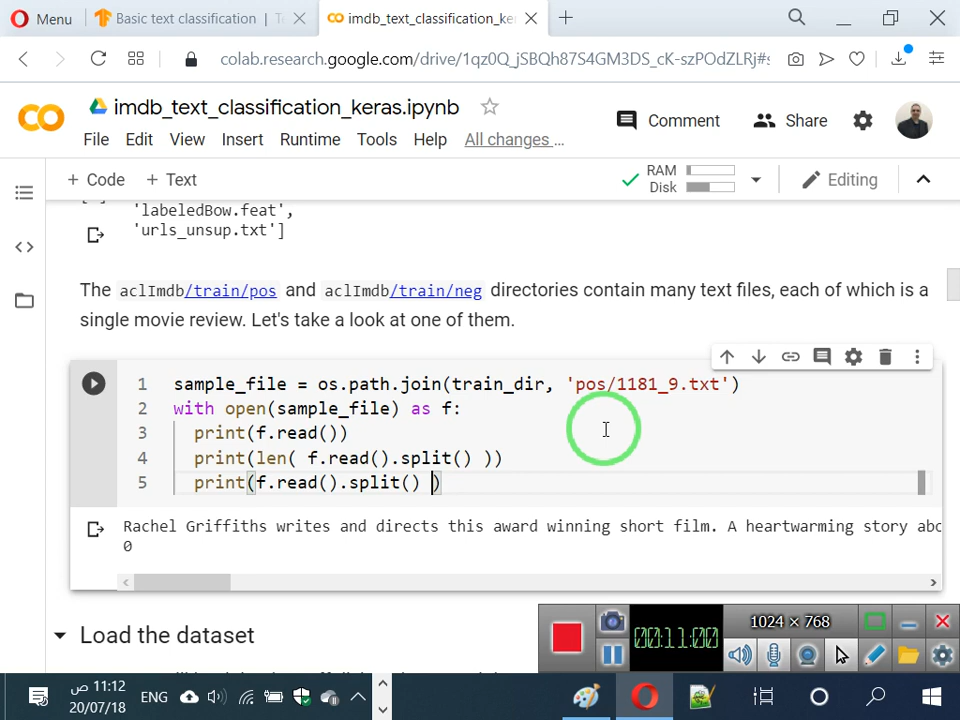 Menu
Basic text classification
imdb_text_classification_ke
colab.research.google.com/drive/1qz0Q_jSBQh87S4GM3DS_cK-szPOdZLRj#s
imdb_text_classification_keras.ipynb
Comment
Share
File Edit View Insert Runtime Tools Help All changes …
+ Code + Text
RAM
Disk
Editing
'labeledBow.feat',
'urls_unsup.txt']
The aclImdb/train/pos and aclImdb/train/neg directories contain many text files, each of which is a
single movie review. Let's take a look at one of them.
1 sample_file = os.path.join(train_dir, 'pos/1181_9.txt')
2 with open(sample_file) as f:
3 print(f.read())
4 print(len( f.read().split() ))
5 print(f.read().split() )
Rachel Griffiths writes and directs this award winning short film. A heartwarming story abo
0
Load the dataset
00:11:00
1024 × 768
11:12 ص
ENG
20/07/18